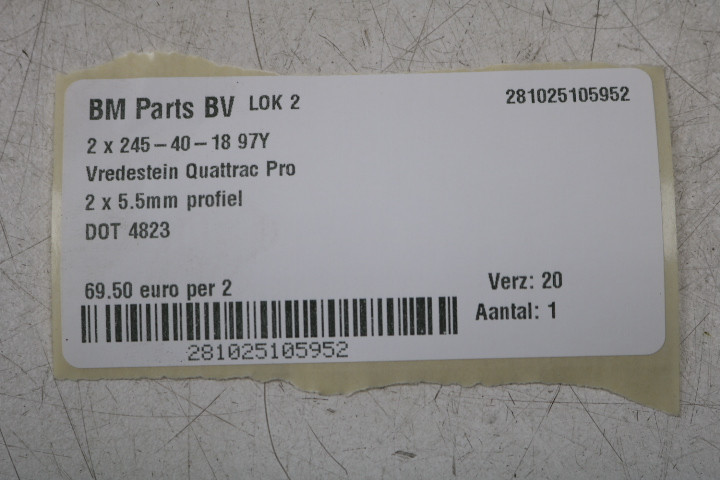 BM Parts BV LOK 2 281025105952
2 x 245-40-18 97Y
Vredestein Quattrac Pro
2 x 5.5mm profiel
DOT 4823
69.50 euro per 2 Verz: 20
Aantal: 1
281025105952